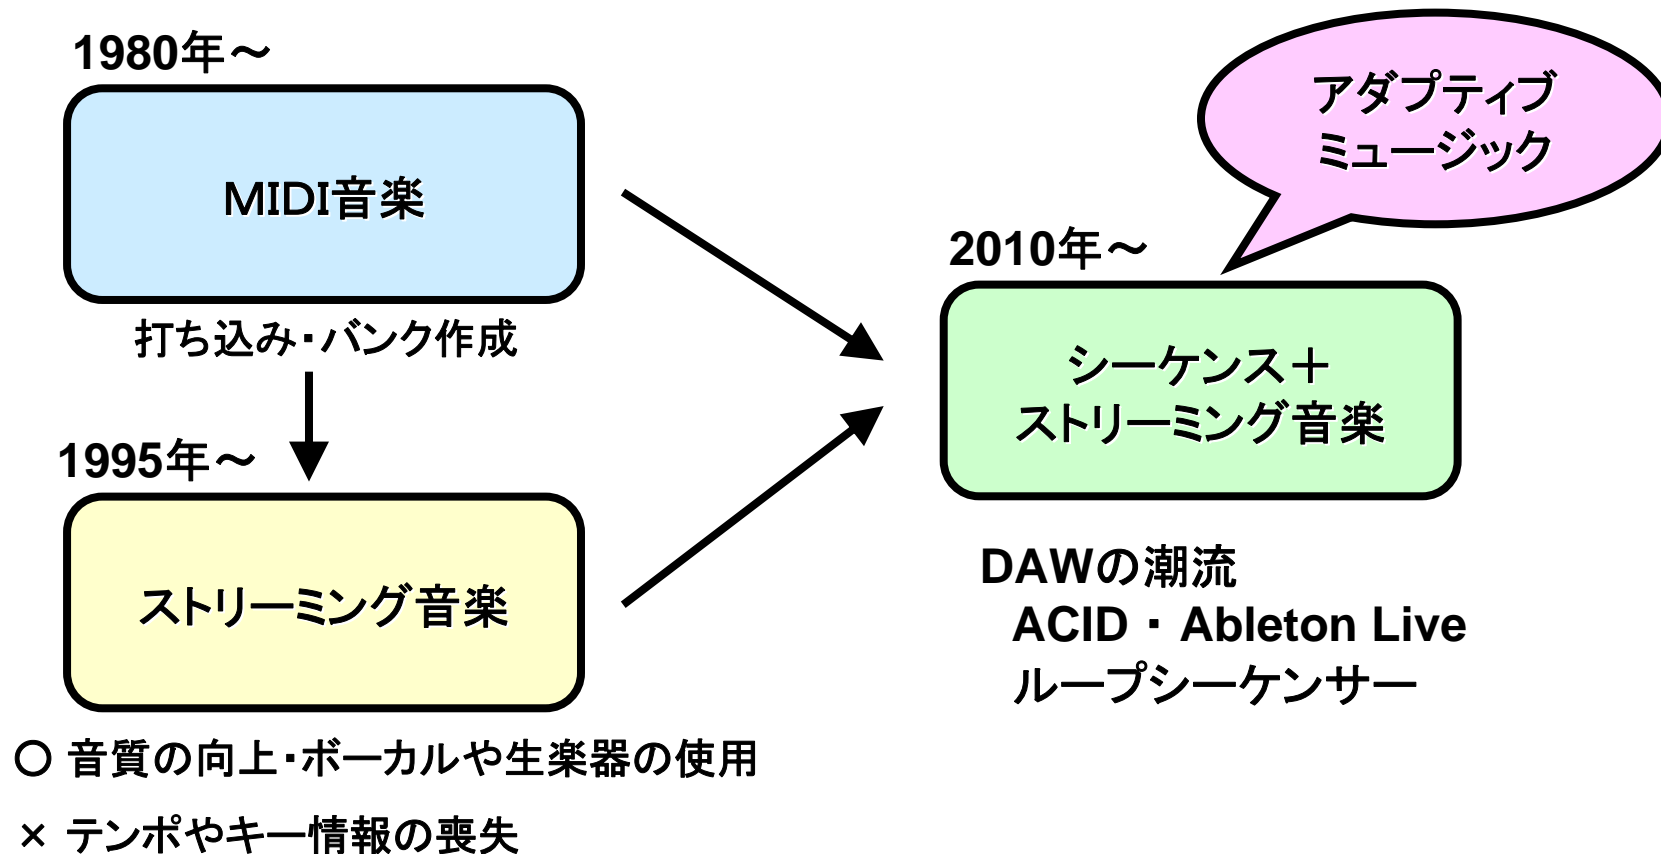 1980年～
MIDI音楽
打ち込み・バンク作成
1995年～
ストリーミング音楽
○ 音質の向上・ボーカルや生楽器の使用
× テンポやキー情報の喪失
アダプティブ
ミュージック
2010年～
シーケンス＋
ストリーミング音楽
DAWの潮流
ACID・Ableton Live
ループシーケンサー